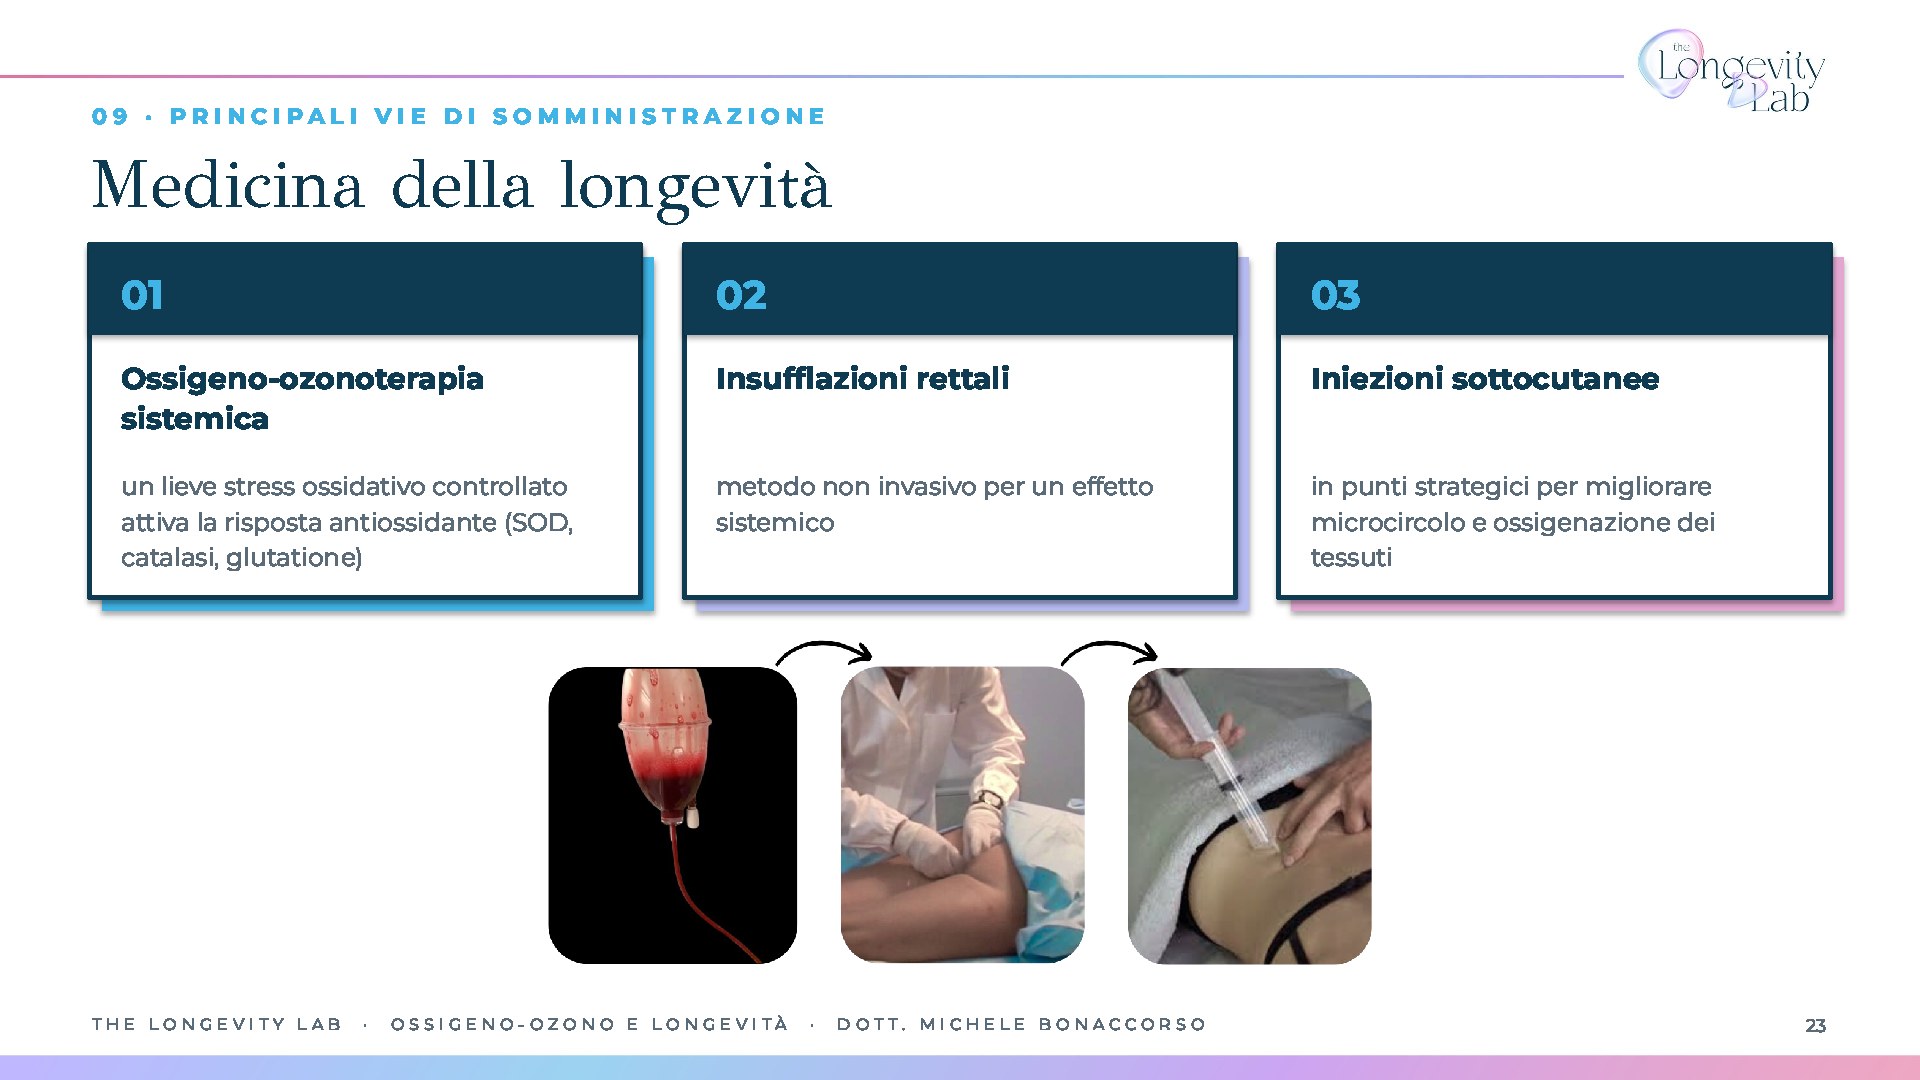 the
Longevity
Lab
09 · PRINCIPALI VIE DI SOMMINISTRAZIONE
Medicina della longevità
01
Ossigeno-ozonoterapia
sistemica
un lieve stress ossidativo controllato
attiva la risposta antiossidante (SOD,
catalasi, glutatione)
02
Insufflazioni rettali
metodo non invasivo per un effetto
sistemico
03
Iniezioni sottocutanee
in punti strategici per migliorare
microcircolo e ossigenazione dei
tessuti
THE LONGEVITY LAB · OSSIGENO-OZONO E LONGEVITÀ · DOTT. MICHELE BONACCORSO
23